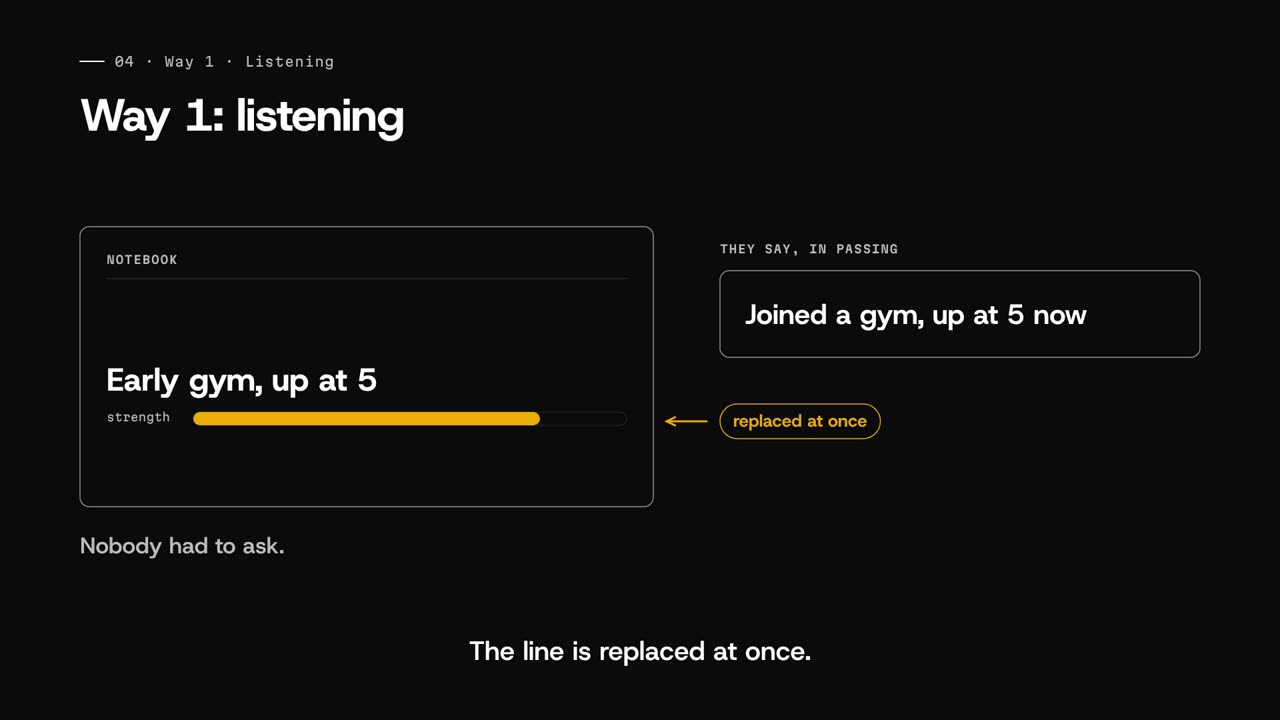 04 · Way 1 · Listening
Way 1: listening
NOTEBOOK
Early gym, up at 5
strength
THEY SAY, IN PASSING
Joined a gym, up at 5 now
replaced at once
Nobody had to ask.
The line is replaced at once.